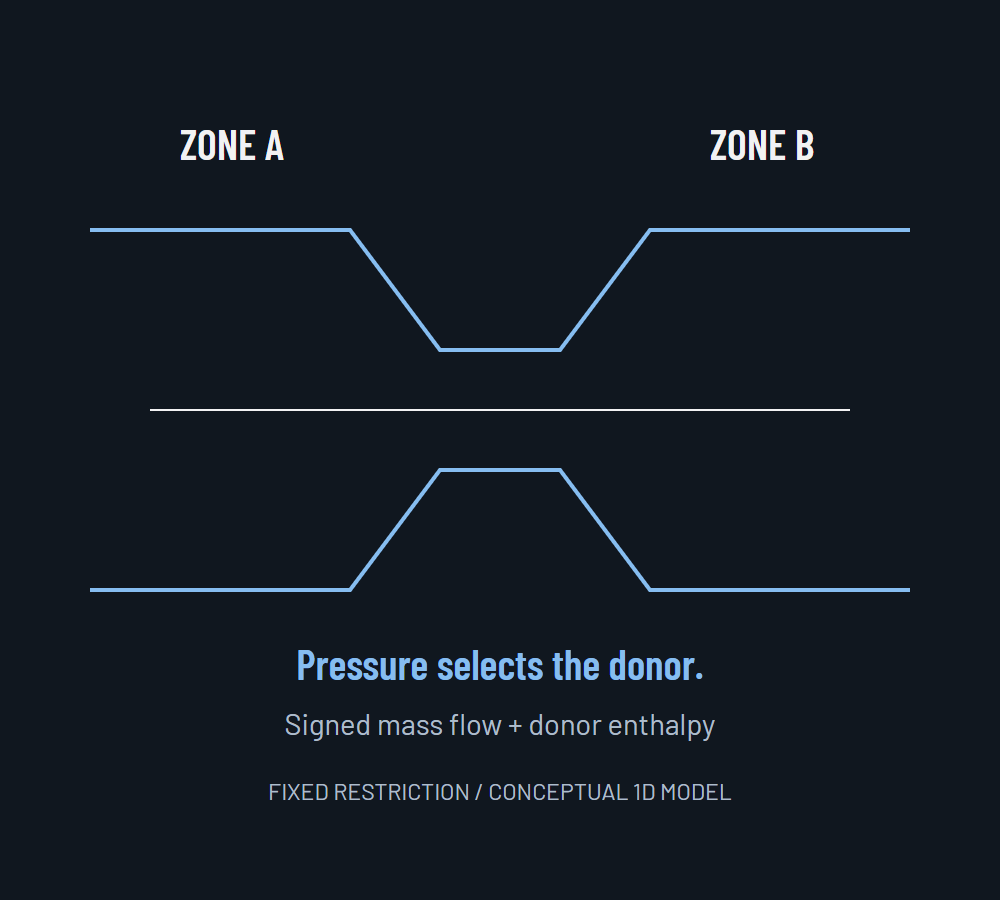 ZONE A
ZONE B
Pressure selects the donor.
Signed mass flow + donor enthalpy
FIXED RESTRICTION / CONCEPTUAL 1D MODEL